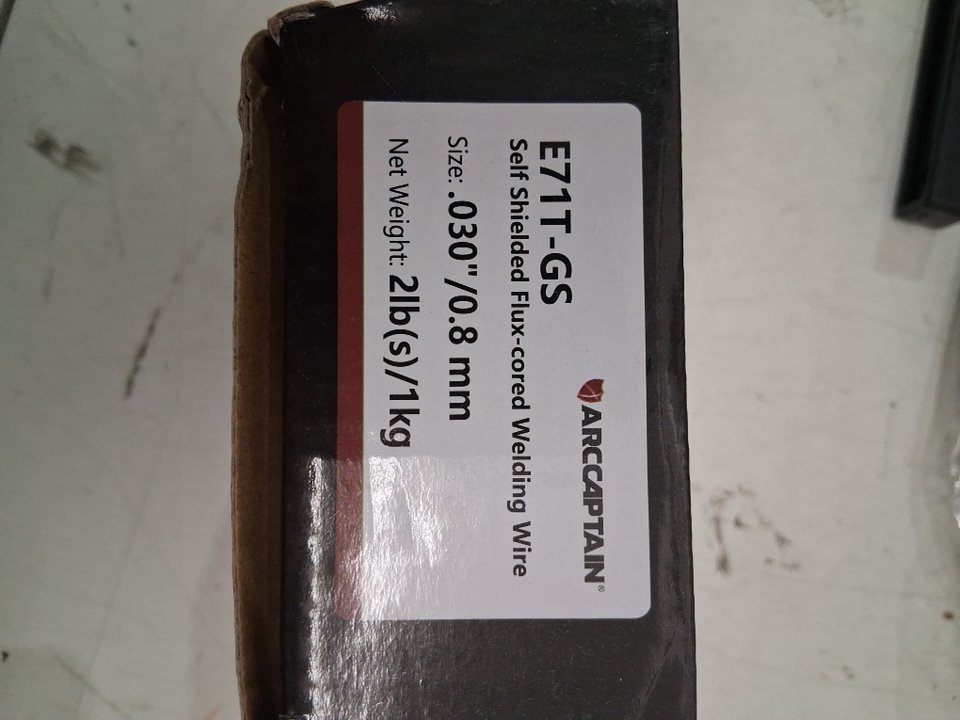 ARCCAPTAIN®
E71T-GS
Self Shielded Flux-cored Welding Wire
Size: .030"/0.8 mm
Net Weight: 2lb(s)/1kg